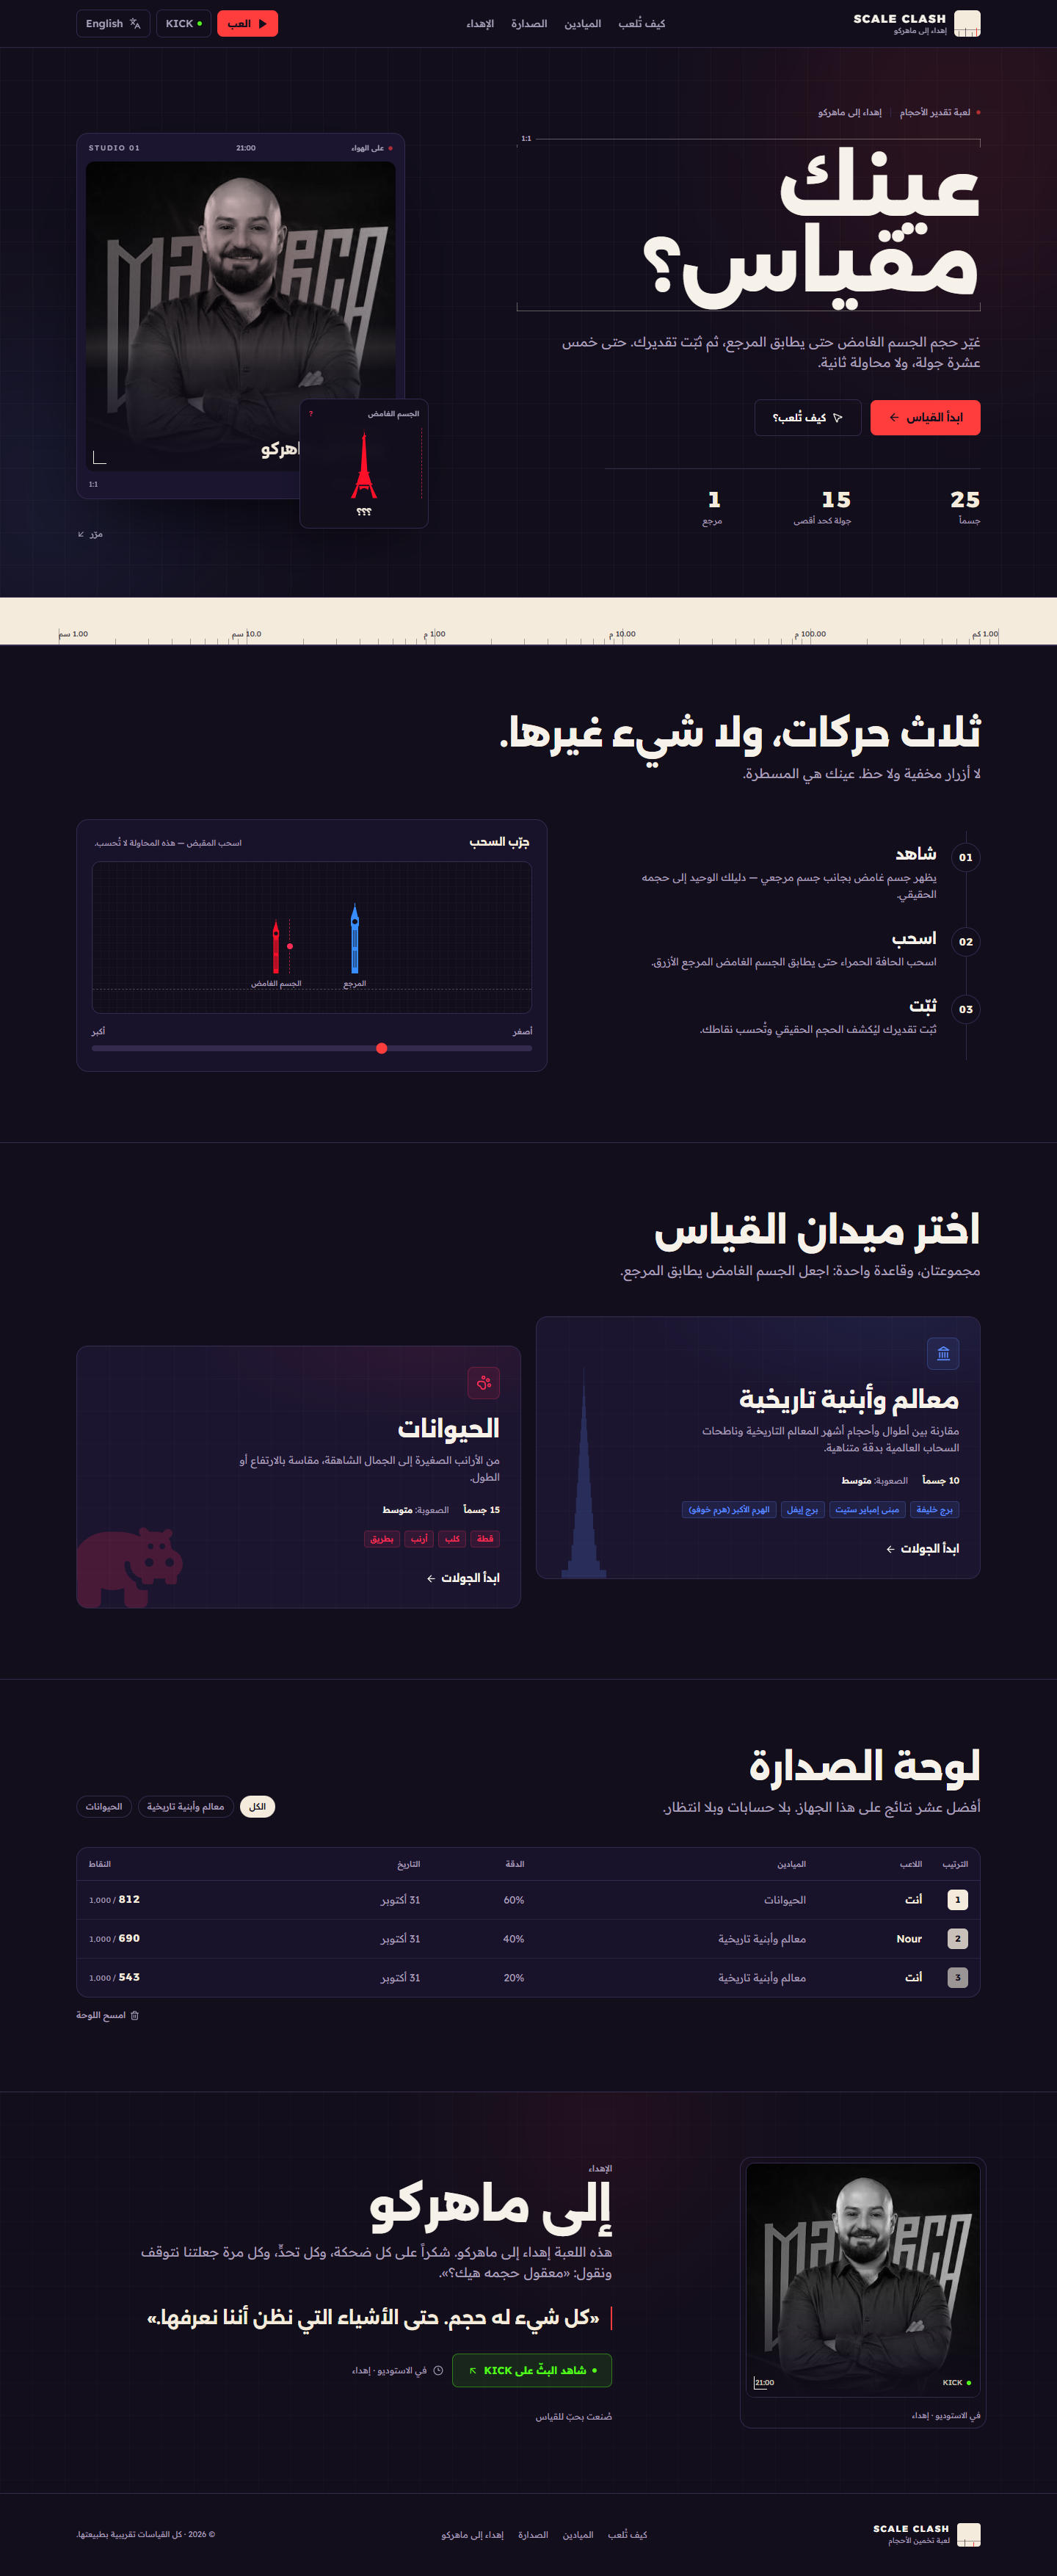 SCALE CLASH
إهداء إلى ماهركو
كيف تُلعب
الميادين
الصدارة
الإهداء
العب
KICK
English
لعبة تقدير الأحجام
إهداء إلى ماهركو
1:1
عينك
مقياس؟
غيّر حجم الجسم الغامض حتى يطابق المرجع، ثم ثبّت تقديرك. حتى خمس
عشرة جولة، ولا محاولة ثانية.
ابدأ القياس
كيف تُلعب؟
25
جسماً
15
جولة كحد أقصى
1
مرجع
على الهواء
21:00
STUDIO 01
الجسم الغامض
?
؟؟؟
1:1
مرّر
1.00 سم
10.0 سم
1.00 م
10.00 م
100.00 م
1.00 كم
ثلاث حركات، ولا شيء غيرها.
لا أزرار مخفية ولا حظ. عينك هي المسطرة.
01
شاهد
يظهر جسم غامض بجانب جسم مرجعي — دليلك الوحيد إلى حجمه
الحقيقي.
02
اسحب
اسحب الحافة الحمراء حتى يطابق الجسم الغامض المرجع الأزرق.
03
ثبّت
ثبّت تقديرك ليُكشف الحجم الحقيقي وتُحسب نقاطك.
جرّب السحب
اسحب المقبض — هذه المحاولة لا تُحسب.
المرجع
الجسم الغامض
أصغر
أكبر
اختر ميدان القياس
مجموعتان، وقاعدة واحدة: اجعل الجسم الغامض يطابق المرجع.
معالم وأبنية تاريخية
مقارنة بين أطوال وأحجام أشهر المعالم التاريخية وناطحات
السحاب العالمية بدقة متناهية.
10 جسماً
الصعوبة: متوسط
برج خليفة
مبنى إمباير ستيت
برج إيفل
الهرم الأكبر (هرم خوفو)
ابدأ الجولات
الحيوانات
من الأرانب الصغيرة إلى الجمال الشاهقة، مقاسة بالارتفاع أو
الطول.
15 جسماً
الصعوبة: متوسط
قطة
كلب
أرنب
بطريق
ابدأ الجولات
لوحة الصدارة
أفضل عشر نتائج على هذا الجهاز. بلا حسابات وبلا انتظار.
الكل
معالم وأبنية تاريخية
الحيوانات
الترتيب
اللاعب
الميادين
الدقة
التاريخ
النقاط
1
أنت
الحيوانات
60%
31 أكتوبر
812 / 1,000
2
Nour
معالم وأبنية تاريخية
40%
31 أكتوبر
690 / 1,000
3
أنت
معالم وأبنية تاريخية
20%
31 أكتوبر
543 / 1,000
امسح اللوحة
KICK
21:00
في الاستوديو · إهداء
الإهداء
إلى ماهركو
هذه اللعبة إهداء إلى ماهركو. شكراً على كل ضحكة، وكل تحدٍّ، وكل مرة جعلتنا نتوقف
ونقول: «معقول حجمه هيك؟».
«كل شيء له حجم. حتى الأشياء التي نظن أننا نعرفها.»
شاهد البثّ على KICK
في الاستوديو · إهداء
صُنعت بحبّ للقياس
SCALE CLASH
لعبة تخمين الأحجام
كيف تُلعب
الميادين
الصدارة
إهداء إلى ماهركو
© 2026 · كل القياسات تقريبية بطبيعتها.